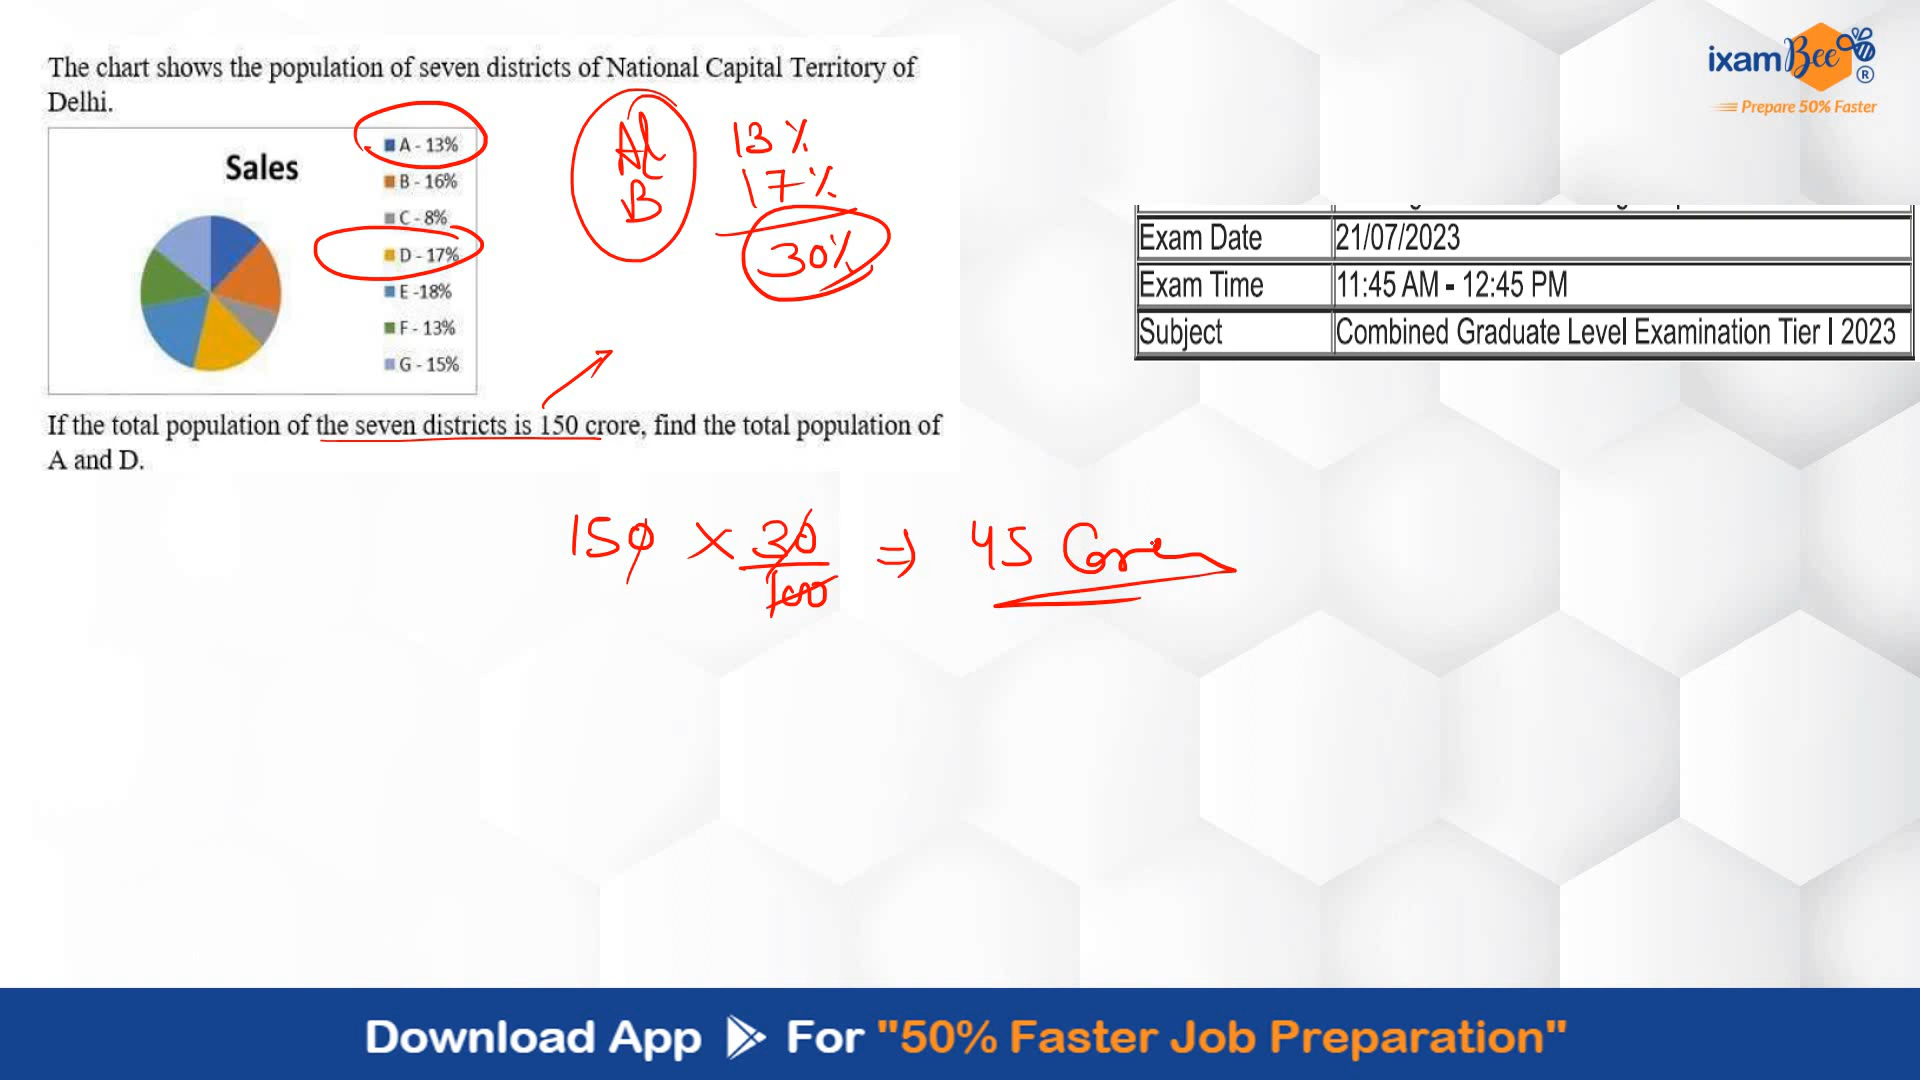 The chart shows the population of seven districts of National Capital Territory of
Delhi.
Sales
A - 13%
B - 16%
C - 8%
D - 17%
E -18%
F - 13%
G - 15%
B
13%
17%
30%
If the total population of the seven districts is 150 crore, find the total population of
A and D.
150 × 30/100 ⇒ 45
ixamBee
®
Prepare 50% Faster
Exam Date 21/07/2023
Exam Time 11:45 AM - 12:45 PM
Subject Combined Graduate Level Examination Tier I 2023
Download App For "50% Faster Job Preparation"